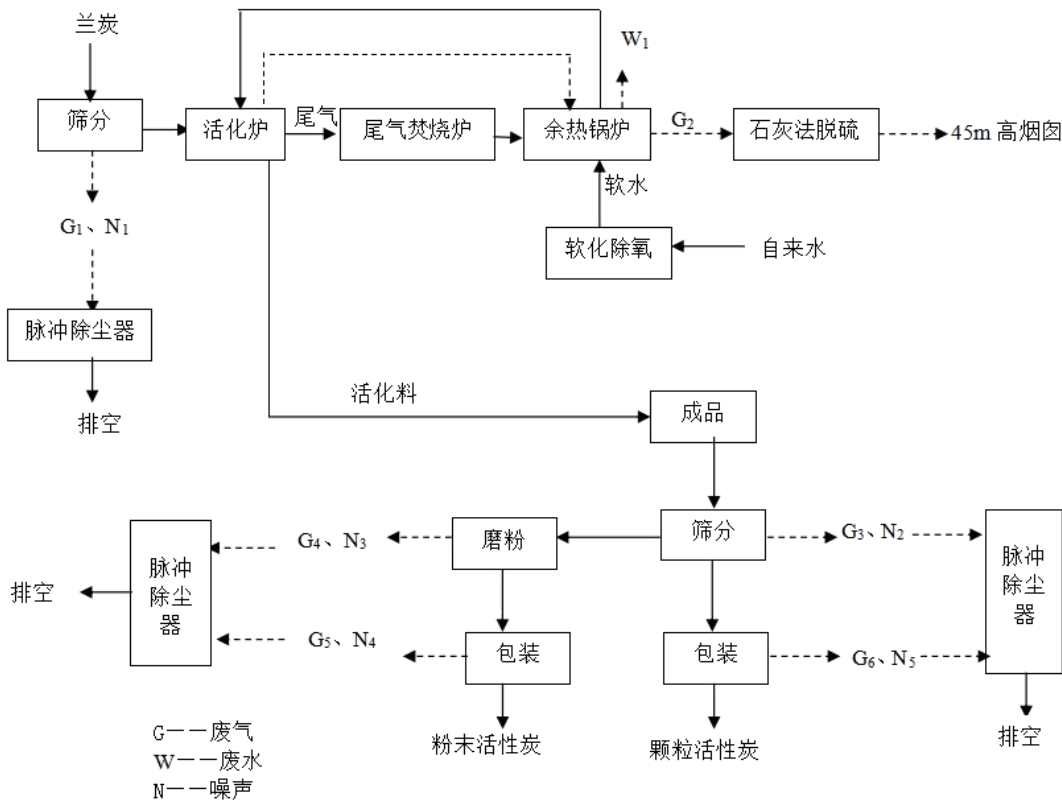 兰炭
W₁
筛分
活化炉
尾气
尾气焚烧炉
余热锅炉
G₂
石灰法脱硫
45m 高烟囱
软水
G₁、N₁
软化除氧
自来水
脉冲除尘器
活化料
排空
成品
脉冲
除尘
器
G₄、N₃
磨粉
筛分
G₃、N₂
脉冲
除尘
器
排空
G₅、N₄
包装
包装
G₆、N₅
粉末活性炭
颗粒活性炭
排空
G——废气
W——废水
N——噪声